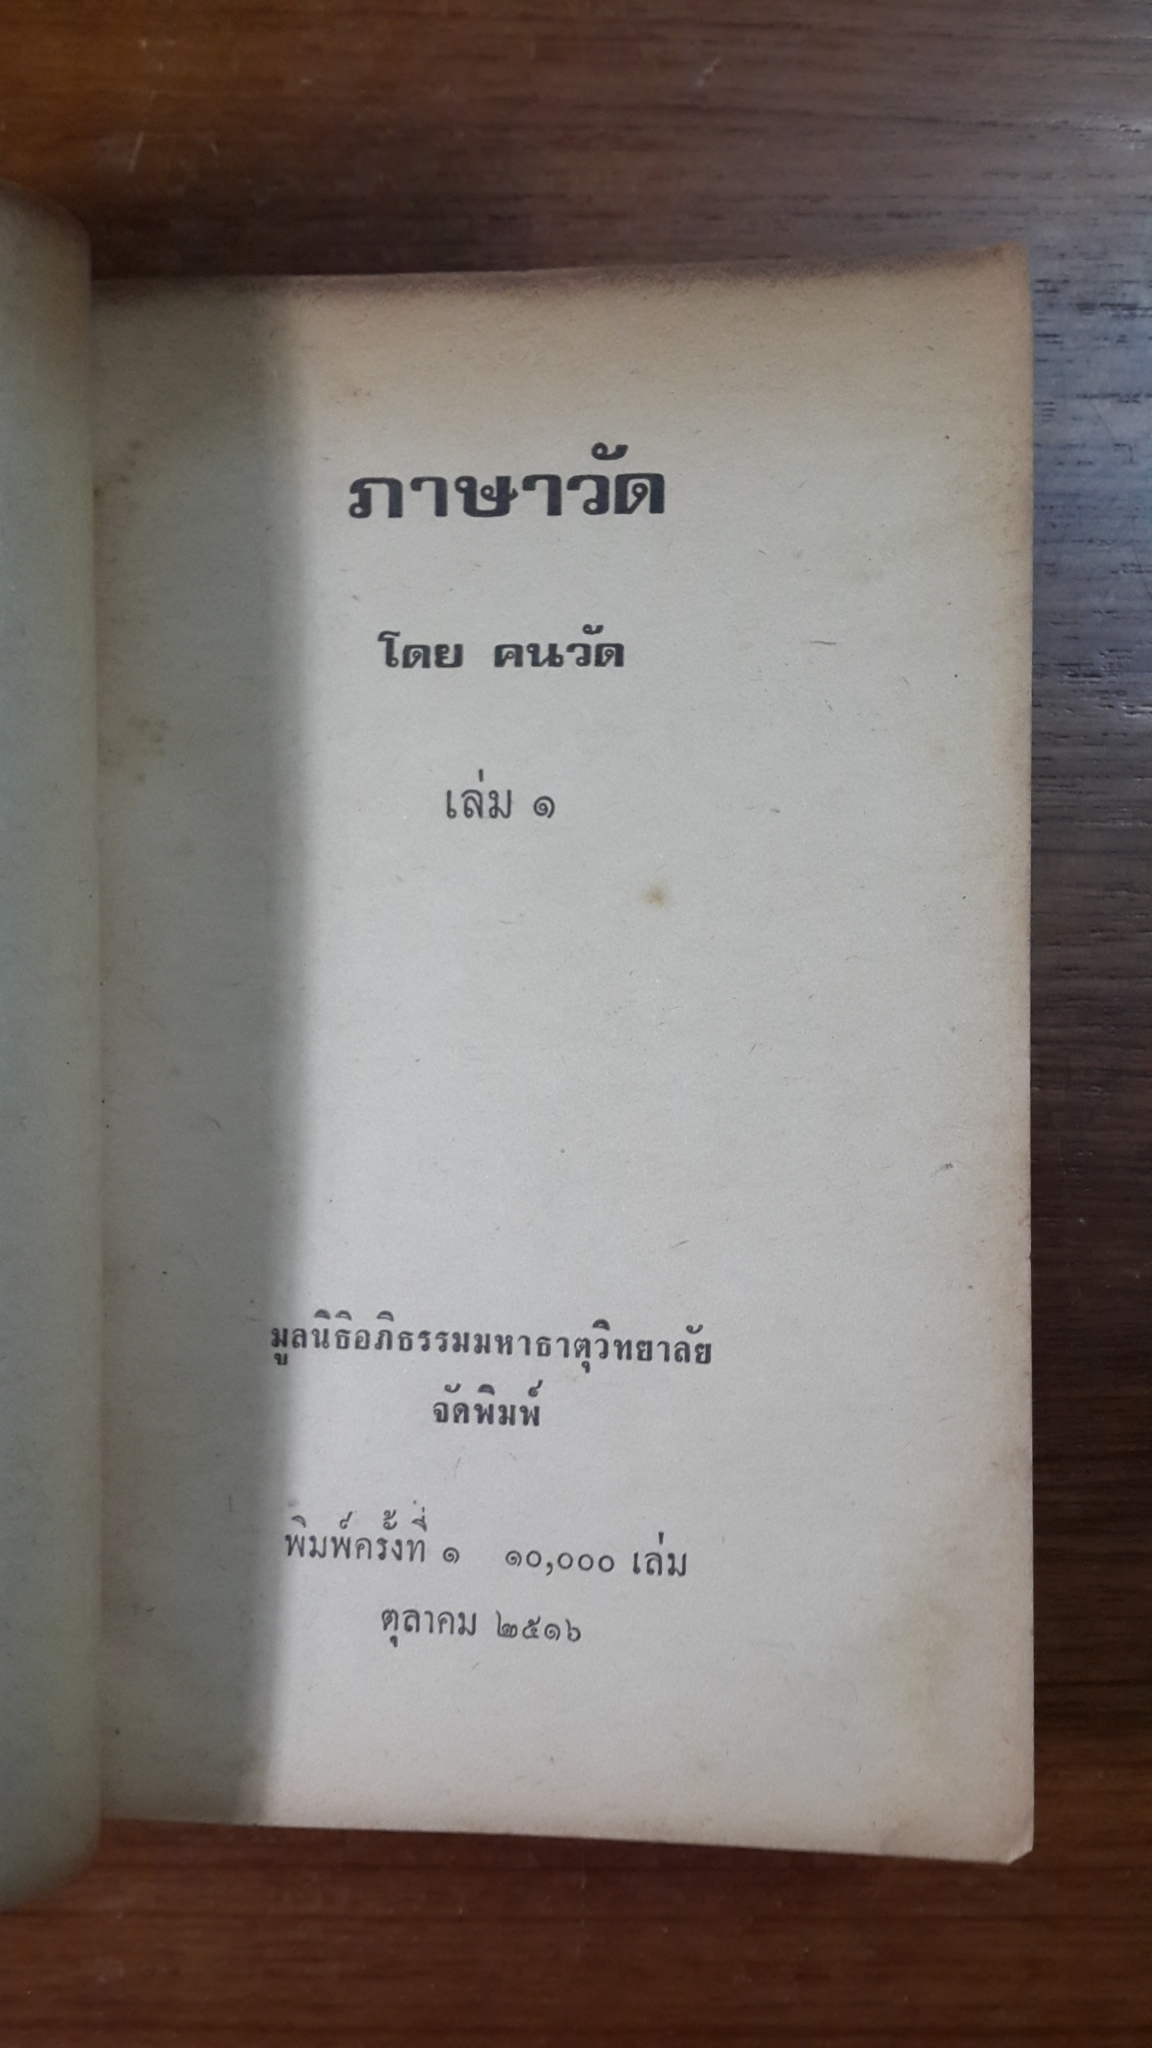 ภาษาวัด
โดย คนวัด
เล่ม ๑
มูลนิธิอภิธรรมมหาธาตุวิทยาลัย
จัดพิมพ์
พิมพ์ครั้งที่ ๑ ๑๐,๐๐๐ เล่ม
ตุลาคม ๒๕๑๖